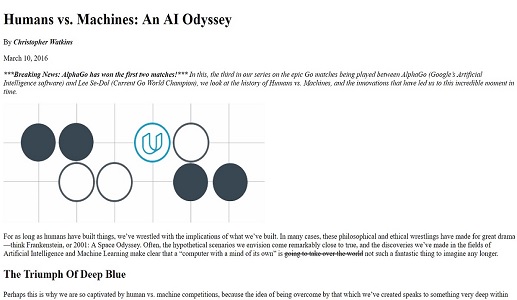 Humans vs. Machines: An AI Odyssey
By Christopher Watkins
March 10, 2016
***Breaking News: AlphaGo has won the first two matches!*** In this, the third in our series on the epic Go matches being played between AlphaGo (Google's Artificial
Intelligence software) and Lee Se-Dol (Current Go World Champion), we look at the history of Humans vs. Machines, and the innovations that have led us to this incredible moment in
time.
For as long as humans have built things, we've wrestled with the implications of what we've built. In many cases, these philosophical and ethical wrestlings have made for great drama
—think Frankenstein, or 2001: A Space Odyssey. Often, the hypothetical scenarios we envision come remarkably close to true, and the discoveries we've made in the fields of
Artificial Intelligence and Machine Learning make clear that a “computer with a mind of its own” is going to take over the world not such a fantastic thing to imagine any longer.
The Triumph Of Deep Blue
Perhaps this is why we are so captivated by human vs. machine competitions, because the idea of being overcome by that which we've created speaks to something very deep within